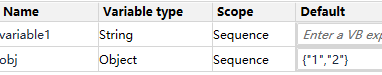 Name Variable type Scope Default
variable1 String Sequence Enter a VB exp
obj Object Sequence {"1","2"}